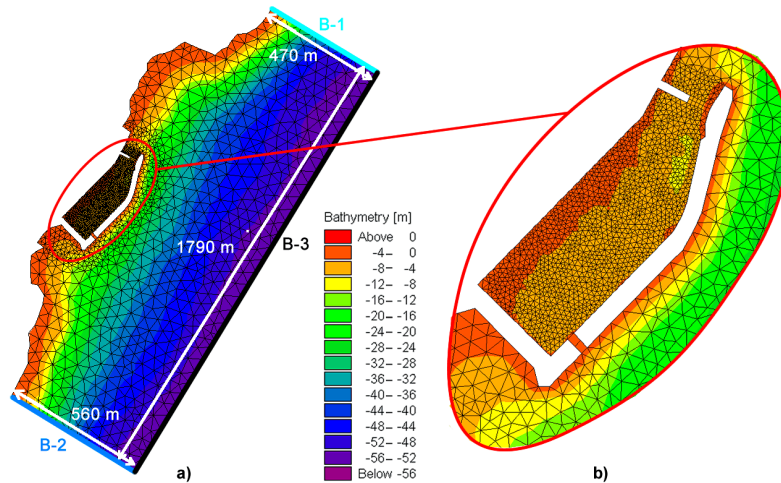 B-1
470 m
1790 m
B-3
560 m
B-2
a)
Bathymetry [m]
Above 0
-4 – 0
-8 – -4
-12 – -8
-16 – -12
-20 – -16
-24 – -20
-28 – -24
-32 – -28
-36 – -32
-40 – -36
-44 – -40
-48 – -44
-52 – -48
-56 – -52
Below -56
b)